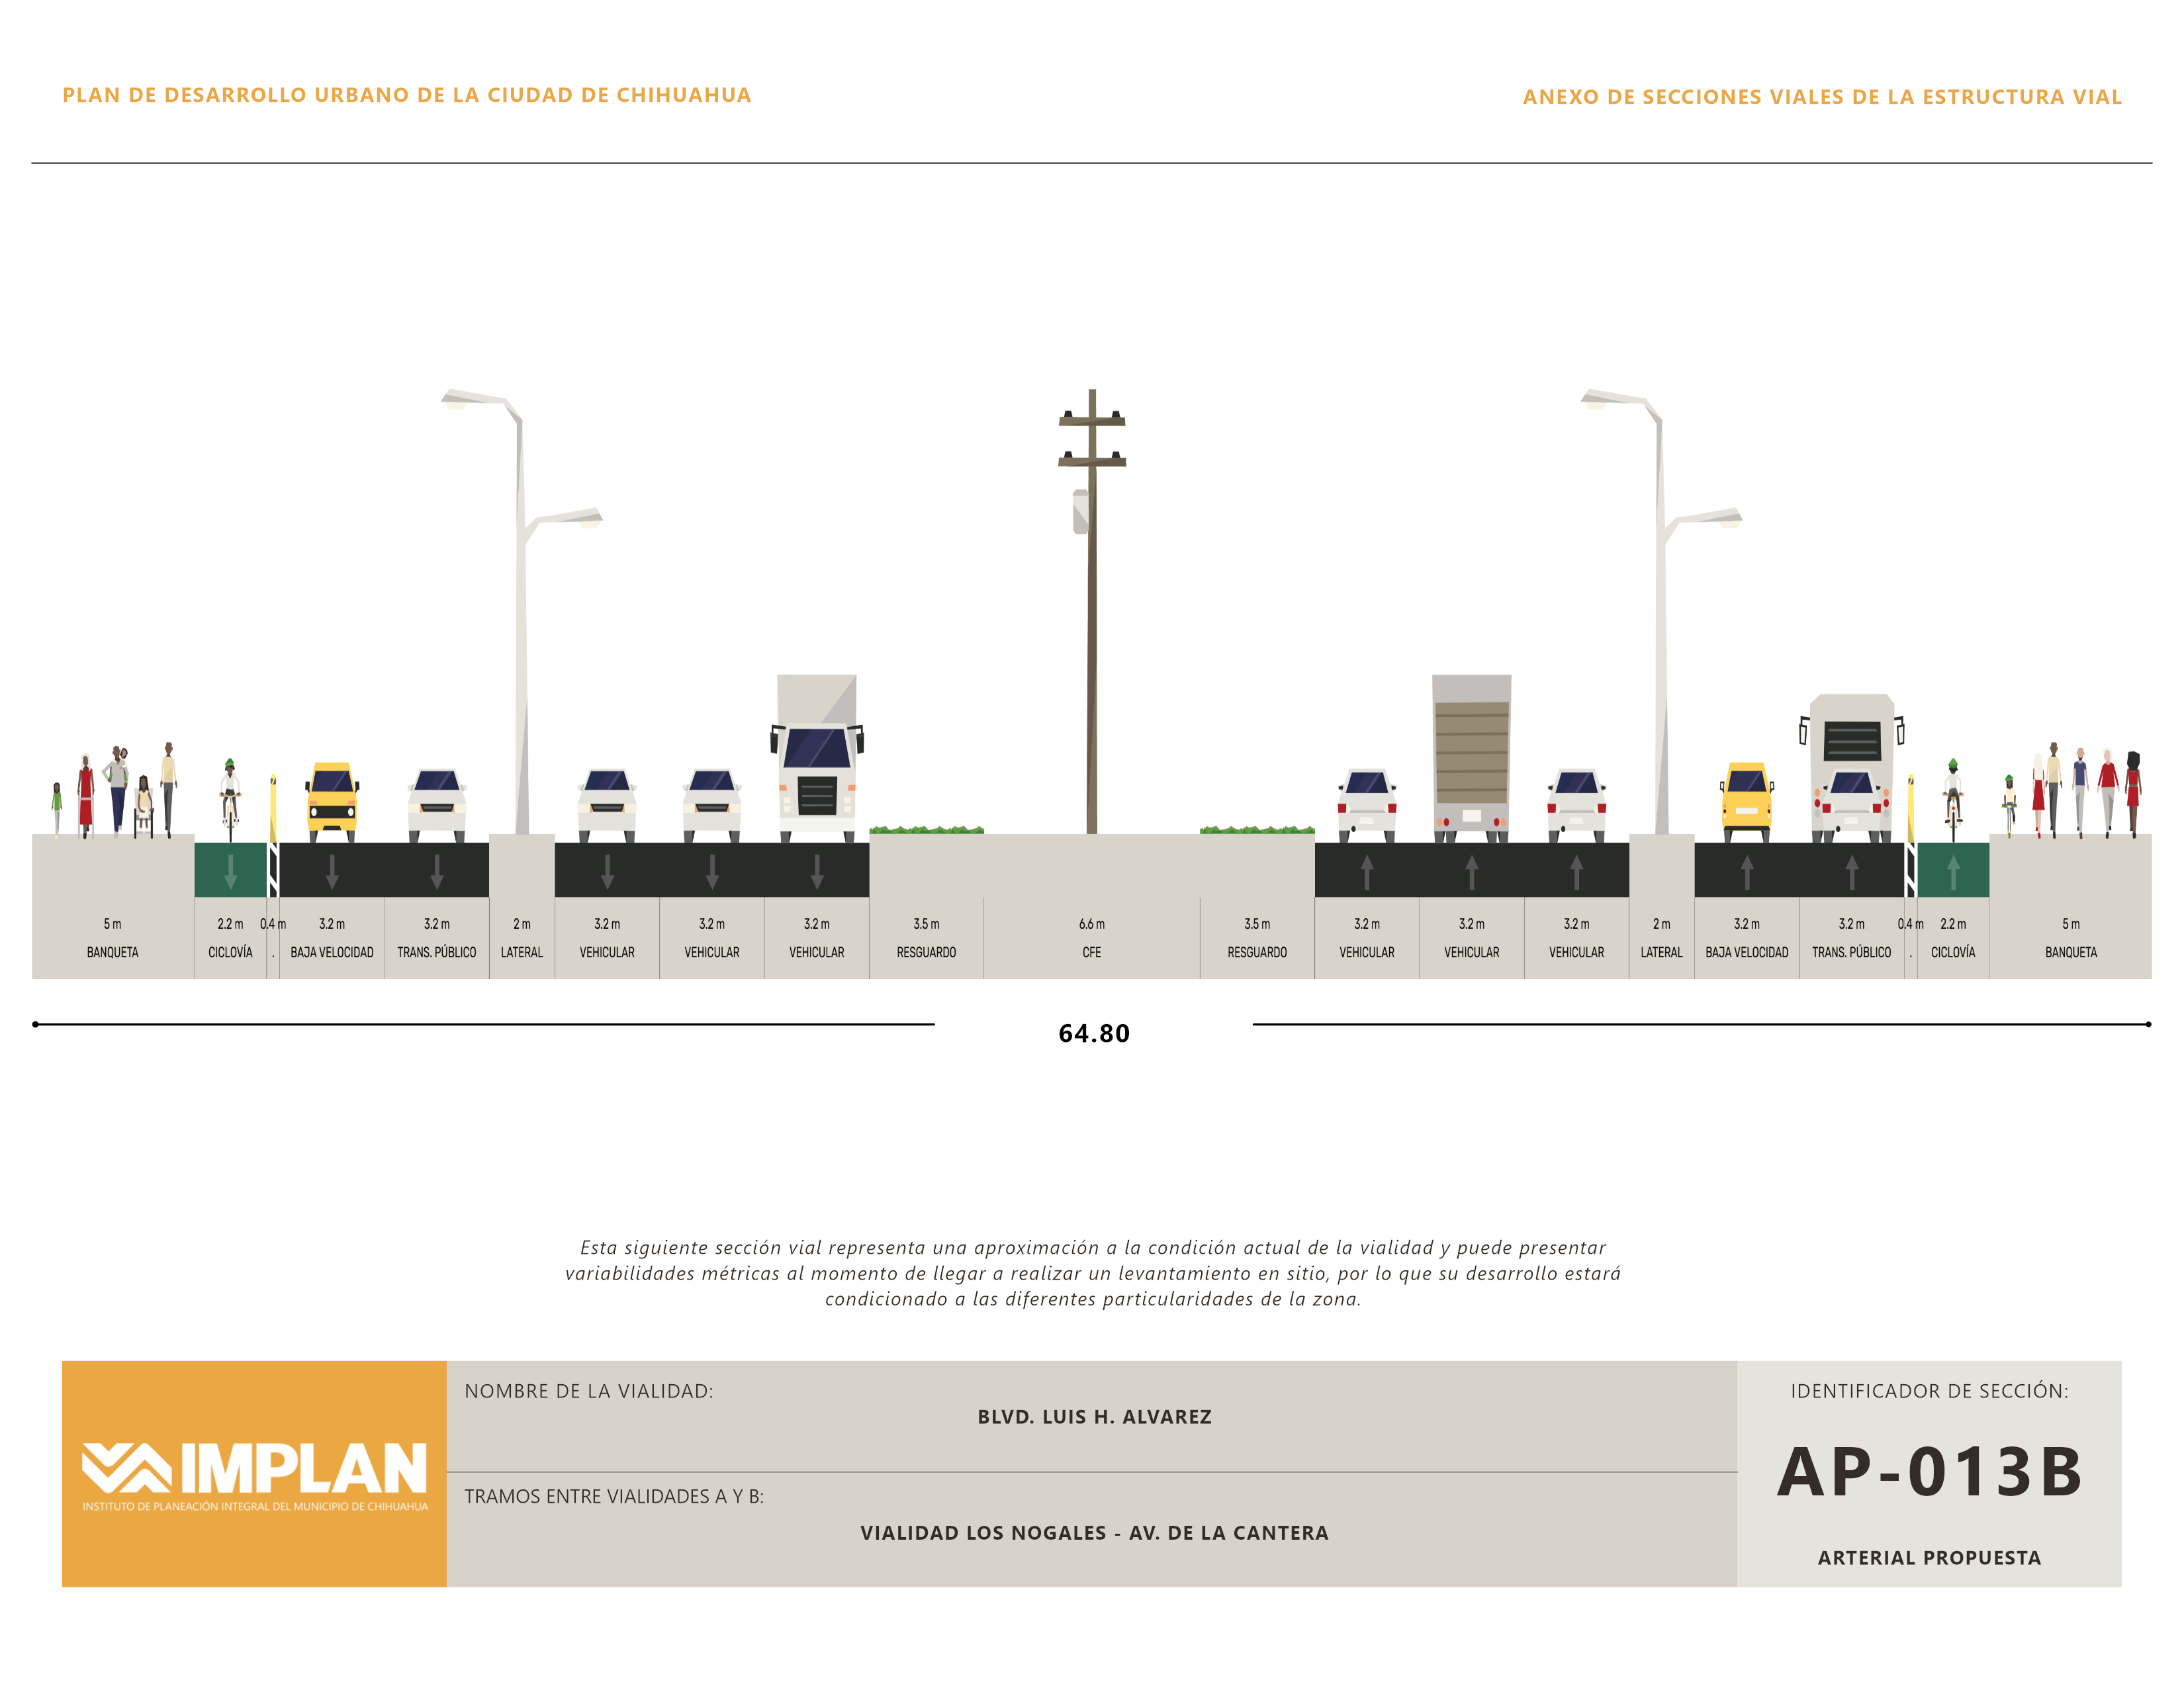 PLAN DE DESARROLLO URBANO DE LA CIUDAD DE CHIHUAHUA
ANEXO DE SECCIONES VIALES DE LA ESTRUCTURA VIAL
5 m 2.2 m 0.4 m 3.2 m 3.2 m 2 m 3.2 m 3.2 m 3.2 m 3.5 m 6.6 m 3.5 m 3.2 m 3.2 m 3.2 m 2 m 3.2 m 3.2 m 0.4 m 2.2 m 5 m
BANQUETA CICLOVÍA . BAJA VELOCIDAD TRANS. PÚBLICO LATERAL VEHICULAR VEHICULAR VEHICULAR RESGUARDO CFE RESGUARDO VEHICULAR VEHICULAR VEHICULAR LATERAL BAJA VELOCIDAD TRANS. PÚBLICO . CICLOVÍA BANQUETA
64.80
Esta siguiente sección vial representa una aproximación a la condición actual de la vialidad y puede presentar
variabilidades métricas al momento de llegar a realizar un levantamiento en sitio, por lo que su desarrollo estará
condicionado a las diferentes particularidades de la zona.
IMPLAN
INSTITUTO DE PLANEACIÓN INTEGRAL DEL MUNICIPIO DE CHIHUAHUA
NOMBRE DE LA VIALIDAD:
BLVD. LUIS H. ALVAREZ
TRAMOS ENTRE VIALIDADES A Y B:
VIALIDAD LOS NOGALES - AV. DE LA CANTERA
IDENTIFICADOR DE SECCIÓN:
AP-013B
ARTERIAL PROPUESTA